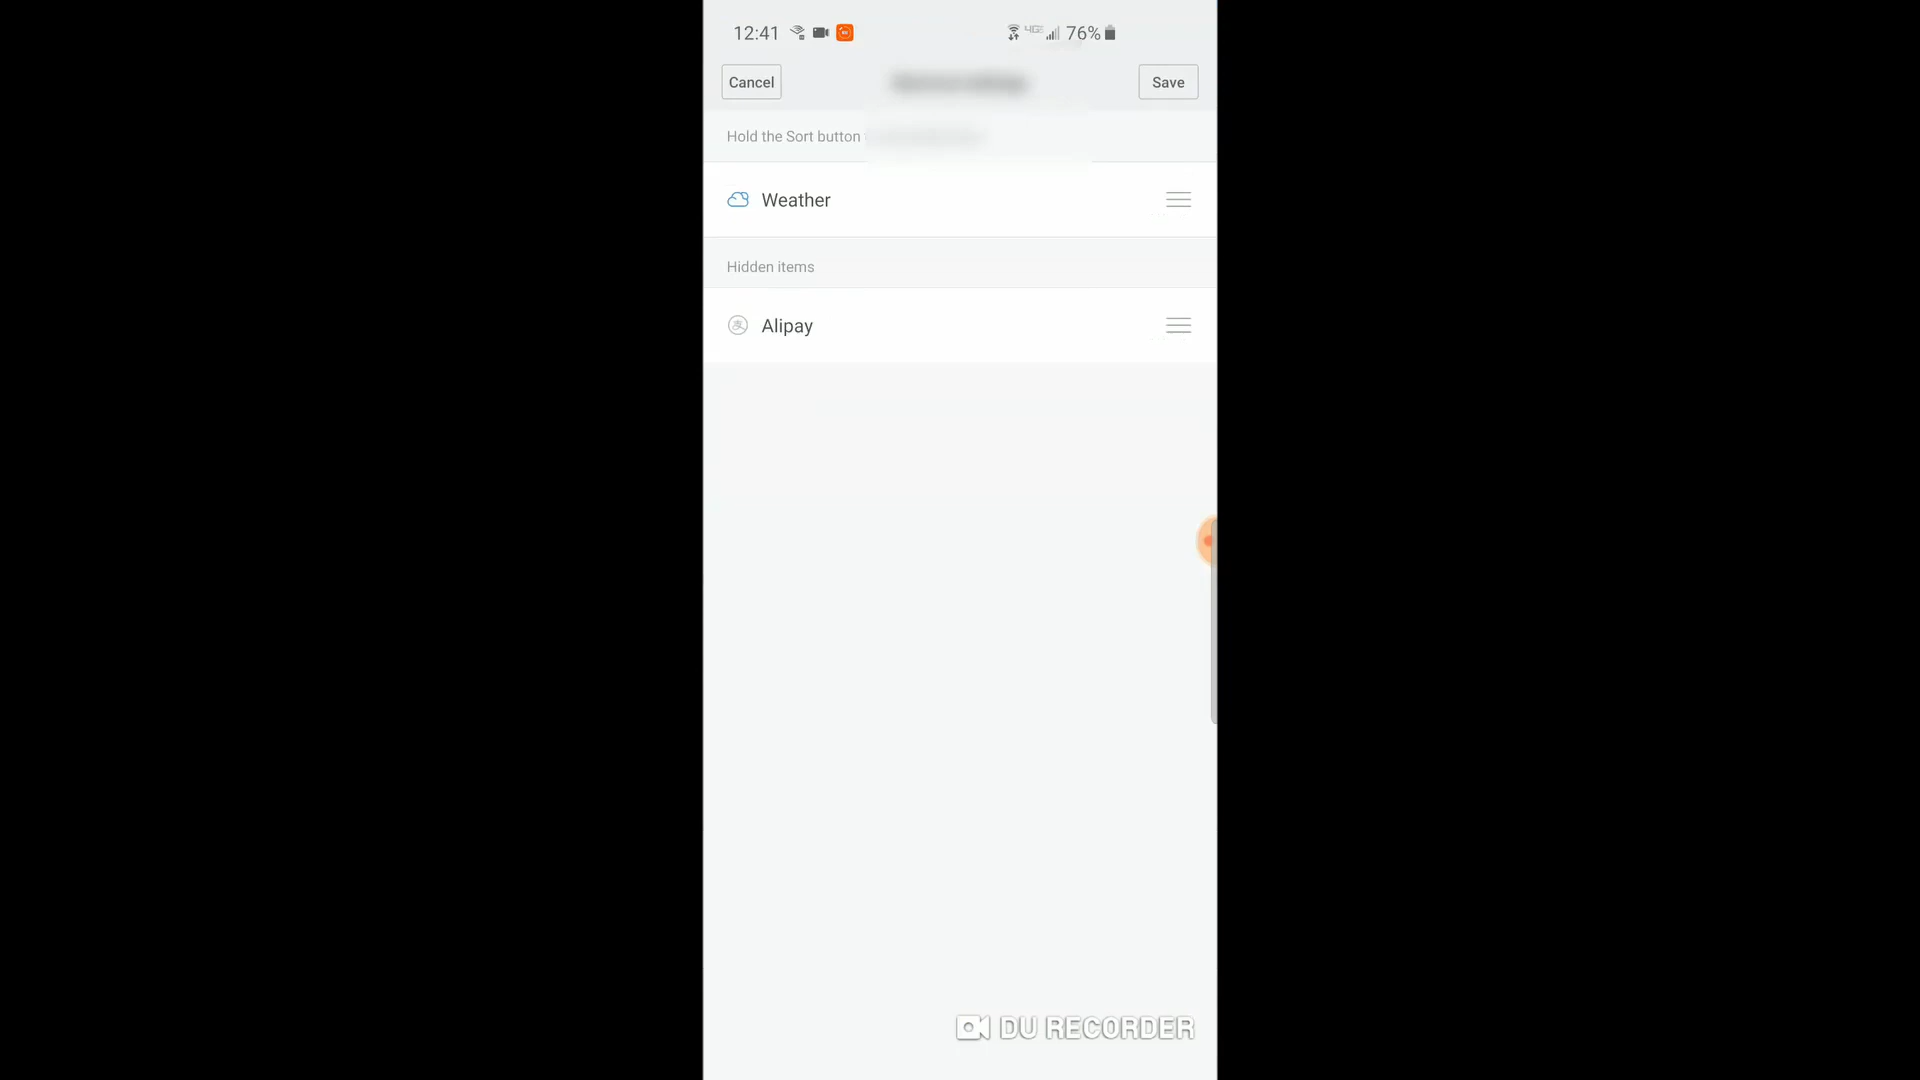 12:41 76%
Cancel Save
Hold the Sort button
Weather
Hidden items
Alipay
DU RECORDER